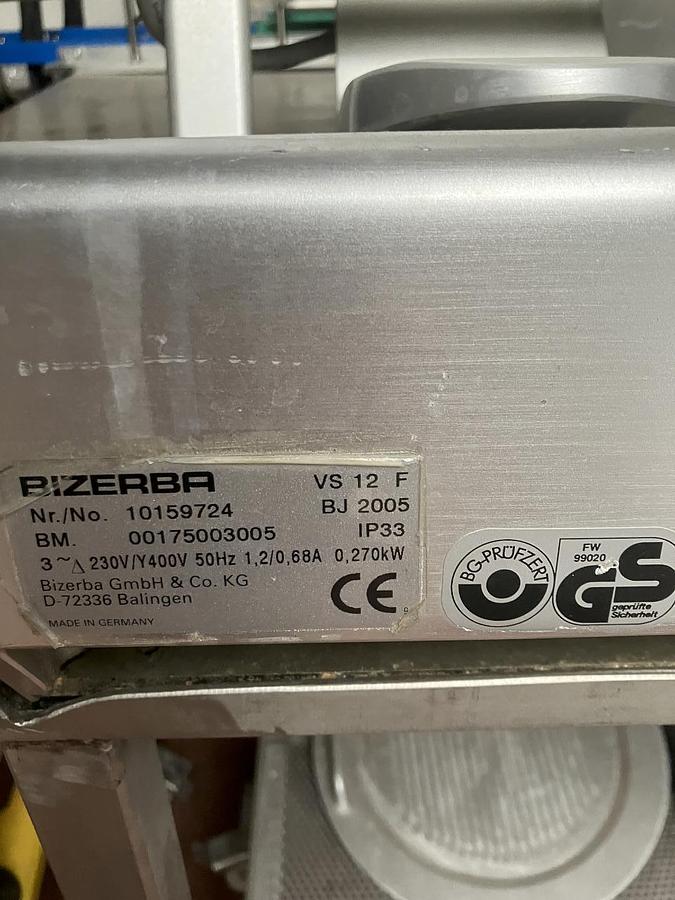 BIZERBA VS 12 F
Nr./No. 10159724 BJ 2005
BM. 00175003005 IP33
3~△ 230V/Y400V 50Hz 1,2/0,68A 0,270kW
Bizerba GmbH & Co. KG
D-72336 Balingen
CE
MADE IN GERMANY
BG-PRÜFZERT
FW
99020
GS
geprüfte
Sicherheit